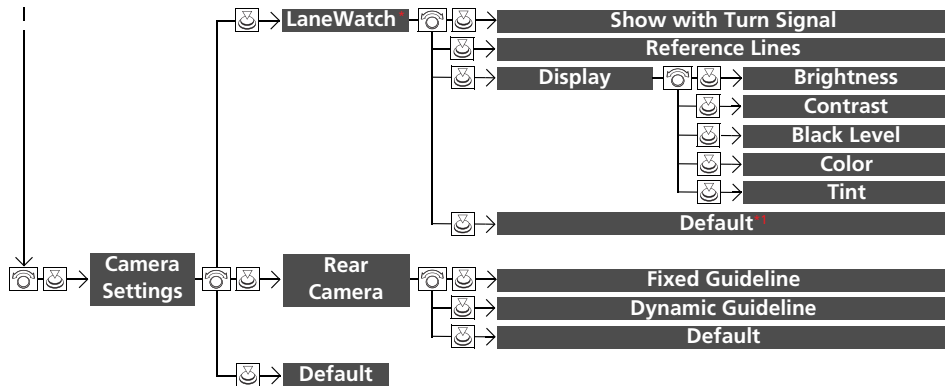 LaneWatch*
Show with Turn Signal
Reference Lines
Display
Brightness
Contrast
Black Level
Color
Tint
Default*1
Camera
Settings
Rear
Camera
Fixed Guideline
Dynamic Guideline
Default
Default